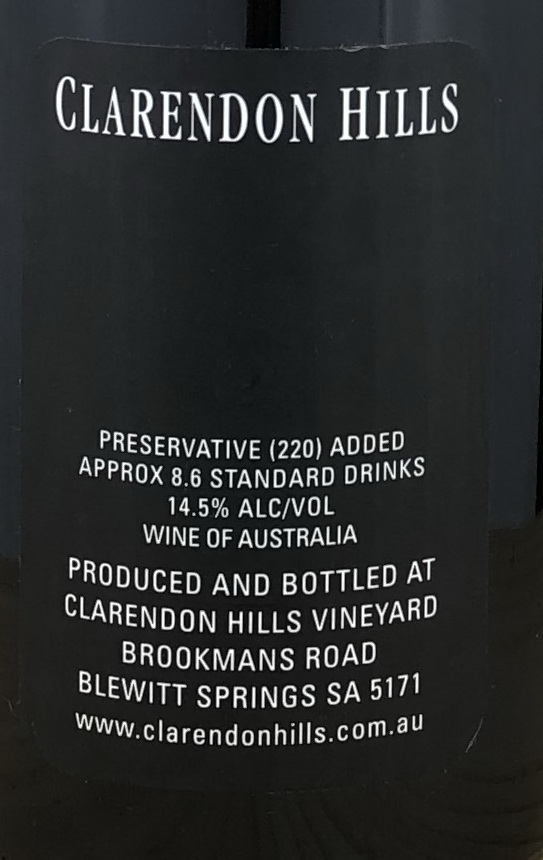 CLARENDON HILLS
PRESERVATIVE (220) ADDED
APPROX 8.6 STANDARD DRINKS
14.5% ALC/VOL
WINE OF AUSTRALIA
PRODUCED AND BOTTLED AT
CLARENDON HILLS VINEYARD
BROOKMANS ROAD
BLEWITT SPRINGS SA 5171
www.clarendonhills.com.au